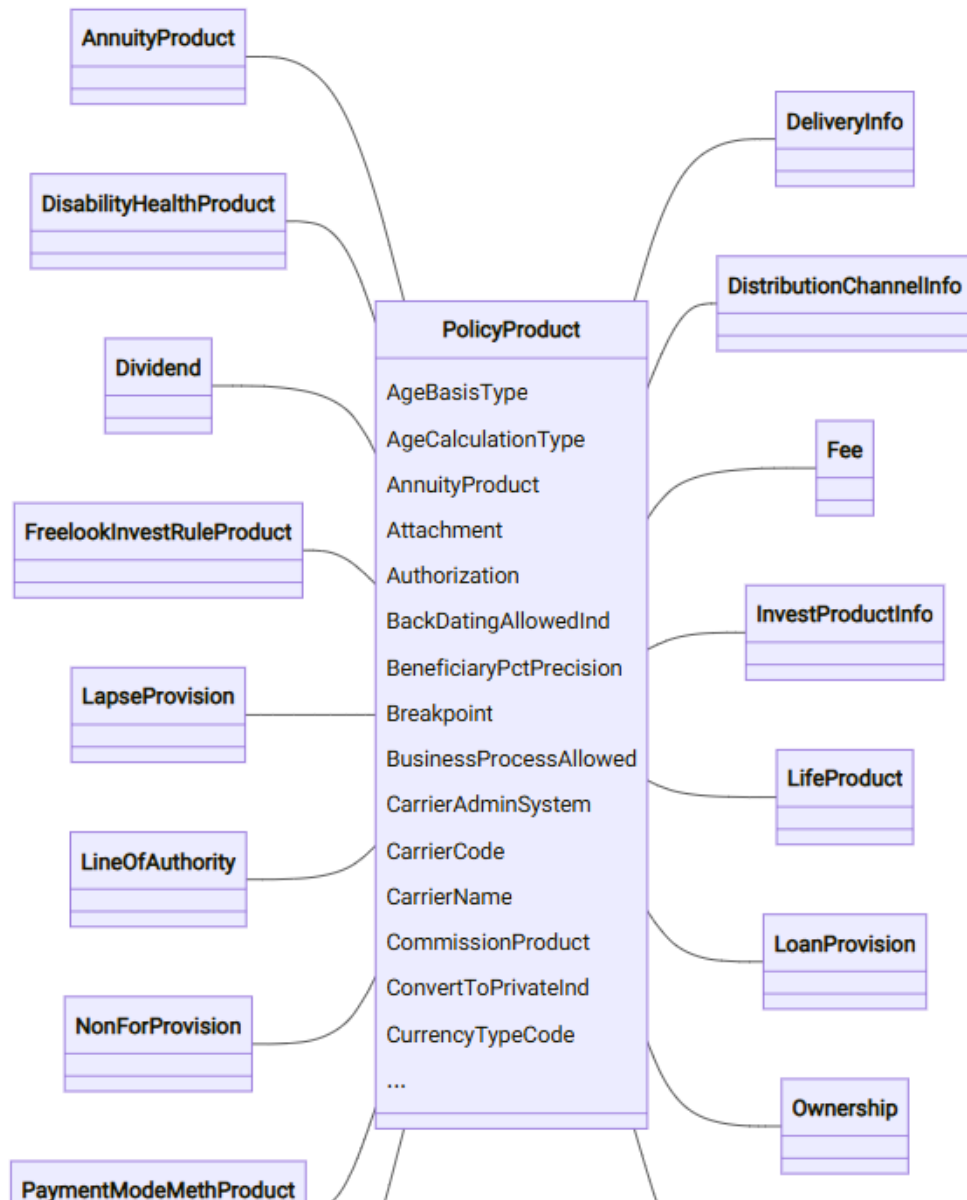 AnnuityProduct
DeliveryInfo
DisabilityHealthProduct
DistributionChannelInfo
PolicyProduct
AgeBasisType
AgeCalculationType
AnnuityProduct
Attachment
Authorization
BackDatingAllowedInd
BeneficiaryPctPrecision
Breakpoint
BusinessProcessAllowed
CarrierAdminSystem
CarrierCode
CarrierName
CommissionProduct
ConvertToPrivateInd
CurrencyTypeCode
...
Dividend
Fee
FreelookInvestRuleProduct
InvestProductInfo
LapseProvision
LifeProduct
LineOfAuthority
LoanProvision
NonForProvision
Ownership
PaymentModeMethProduct